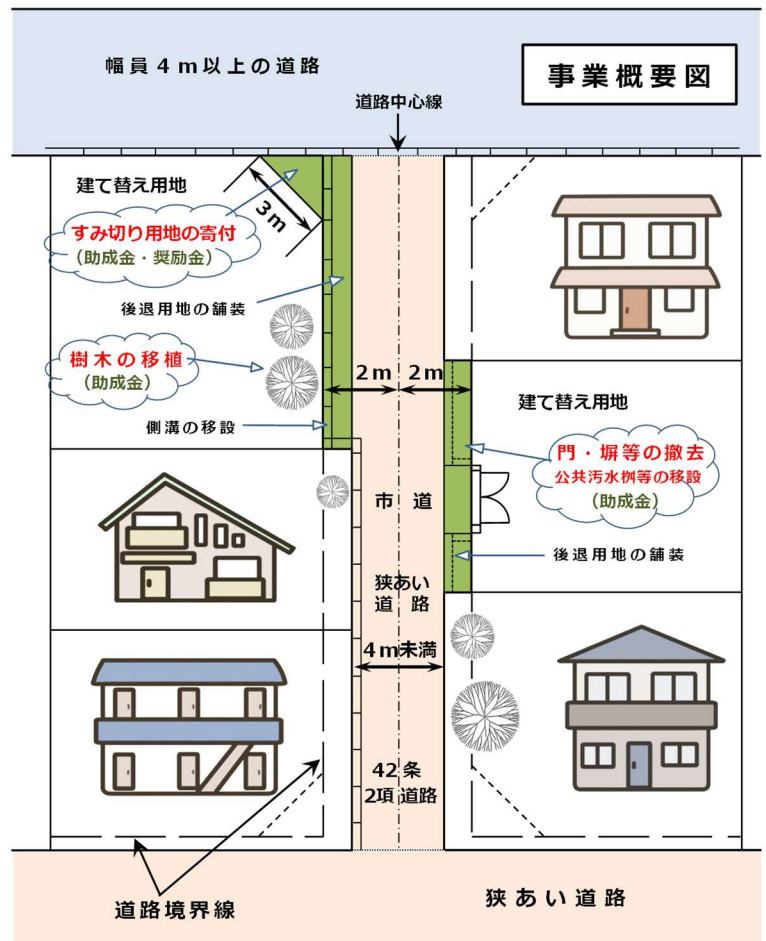 幅員４ｍ以上の道路
事業概要図
道路中心線
建て替え用地
3m
すみ切り用地の寄付
（助成金・奨励金）
後退用地の舗装
樹木の移植
（助成金）
2m
2m
建て替え用地
側溝の移設
門・塀等の撤去
公共汚水桝等の移設
（助成金）
市 道
後退用地の舗装
狭あい
道 路
4m未満
42条
2項道路
道路境界線
狭あい道路